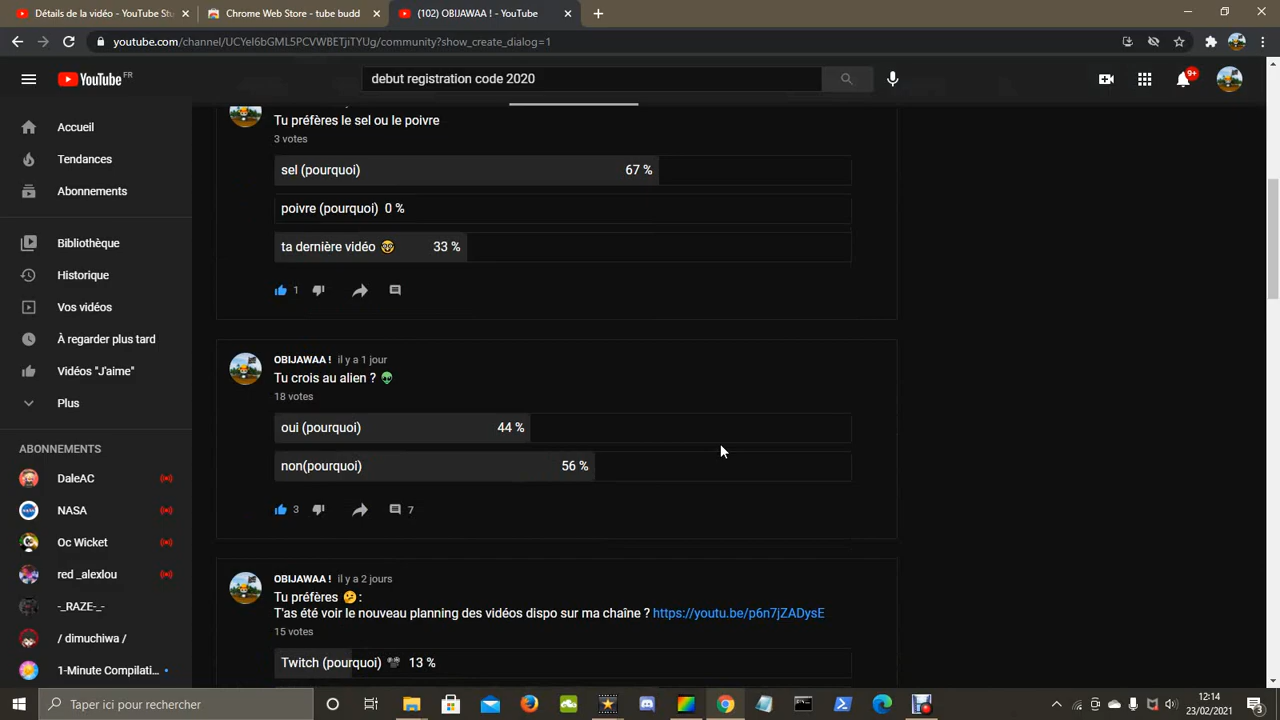 Détails de la vidéo - YouTube Stu
Chrome Web Store - tube budd
(102) OBIJAWAA ! - YouTube
youtube.com/channel/UCYel6bGML5PCVWBETjiTYUg/community?show_create_dialog=1
YouTube FR
debut registration code 2020
9+
Accueil
Tendances
Abonnements
Bibliothèque
Historique
Vos vidéos
À regarder plus tard
Vidéos "J'aime"
Plus
ABONNEMENTS
DaleAC
NASA
Oc Wicket
red _alexlou
-_RAZE-_-
/ dimuchiwa /
1-Minute Compilati...
Tu préfères le sel ou le poivre
3 votes
sel (pourquoi) 67 %
poivre (pourquoi) 0 %
ta dernière vidéo 33 %
1
OBIJAWAA ! il y a 1 jour
Tu crois au alien ?
18 votes
oui (pourquoi) 44 %
non(pourquoi) 56 %
3 7
OBIJAWAA ! il y a 2 jours
Tu préfères :
T'as été voir le nouveau planning des vidéos dispo sur ma chaîne ? https://youtu.be/p6n7jZADysE
15 votes
Twitch (pourquoi) 13 %
Taper ici pour rechercher
12:14
23/02/2021
3